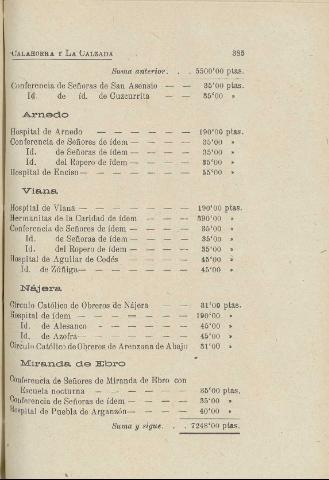 CALAHORRA Y LA CALZADA 385
Suma anterior. . . 5500'00 ptas.
Conferencia de Señoras de San Asensio — — 35'00 ptas.
Id. de íd. de Cuzcurrita — — 35'00 »
Arnedo
Hospital de Arnedo — — — — — — 190'00 ptas.
Conferencia de Señores de ídem — — — 35'00 »
Id. de Señoras de ídem — — — 35'00 »
Id. del Ropero de ídem — — — 35'00 »
Hospital de Enciso — — — — — — 55'00 »
Viana
Hospital de Viana — — — — — — 190'00 ptas.
Hermanitas de la Caridad de ídem — — — 390'00 »
Conferencia de Señores de ídem — — — 35'00 »
Id. de Señoras de ídem — — — 35'00 »
Id. del Ropero de ídem — — — 35'00 »
Hospital de Aguilar de Codés — — — 45'00 »
Id. de Zúñiga — — — — — — 45'00 »
Nájera
Círculo Católico de Obreros de Nájera — — 31'00 ptas.
Hospital de ídem — — — — — — 190'00 »
Id. de Alesanco — — — — — 45'00 »
Id. de Azofra — — — — — — 45'00 »
Círculo Católico de Obreros de Arenzana de Abajo 31'00 »
Miranda de Ebro
Conferencia de Señores de Miranda de Ebro con
Escuela nocturna — — — — — — 65'00 ptas.
Conferencia de Señoras de ídem — — — 35'00 »
Hospital de Puebla de Arganzón — — — 40'00 »
Suma y sigue. . . 7248'00 ptas.